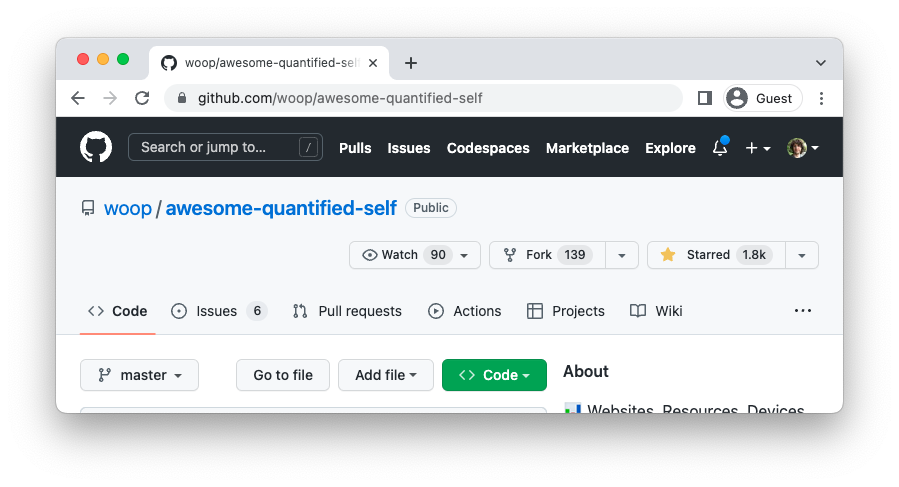 woop/awesome-quantified-sel
github.com/woop/awesome-quantified-self
Guest
Search or jump to... /
Pulls Issues Codespaces Marketplace Explore
woop / awesome-quantified-self Public
Watch 90 Fork 139 Starred 1.8k
Code Issues 6 Pull requests Actions Projects Wiki
master Go to file Add file Code About
Websites, Resources, Devices